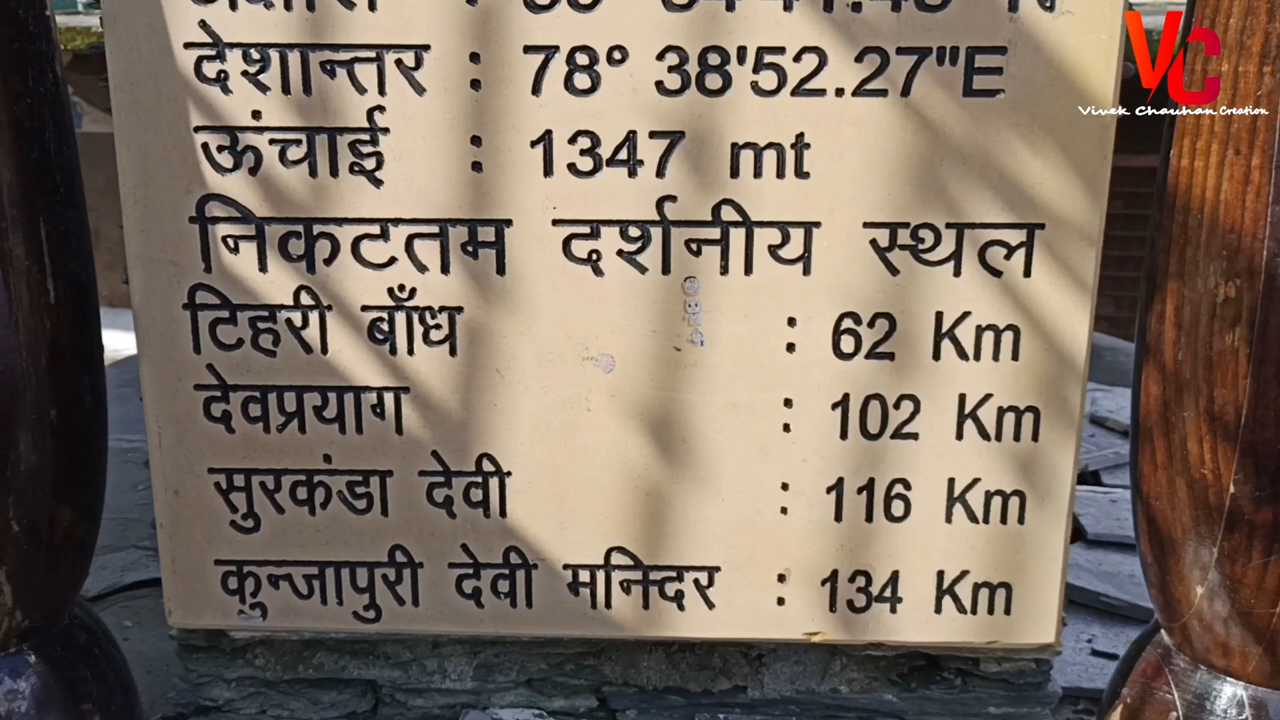 देशान्तर : 78° 38'52.27"E
ऊंचाई : 1347 mt
निकटतम दर्शनीय स्थल
टिहरी बाँध : 62 Km
देवप्रयाग : 102 Km
सुरकंडा देवी : 116 Km
कुन्जापुरी देवी मन्दिर : 134 Km
VC
Vivek Chauhan Creation